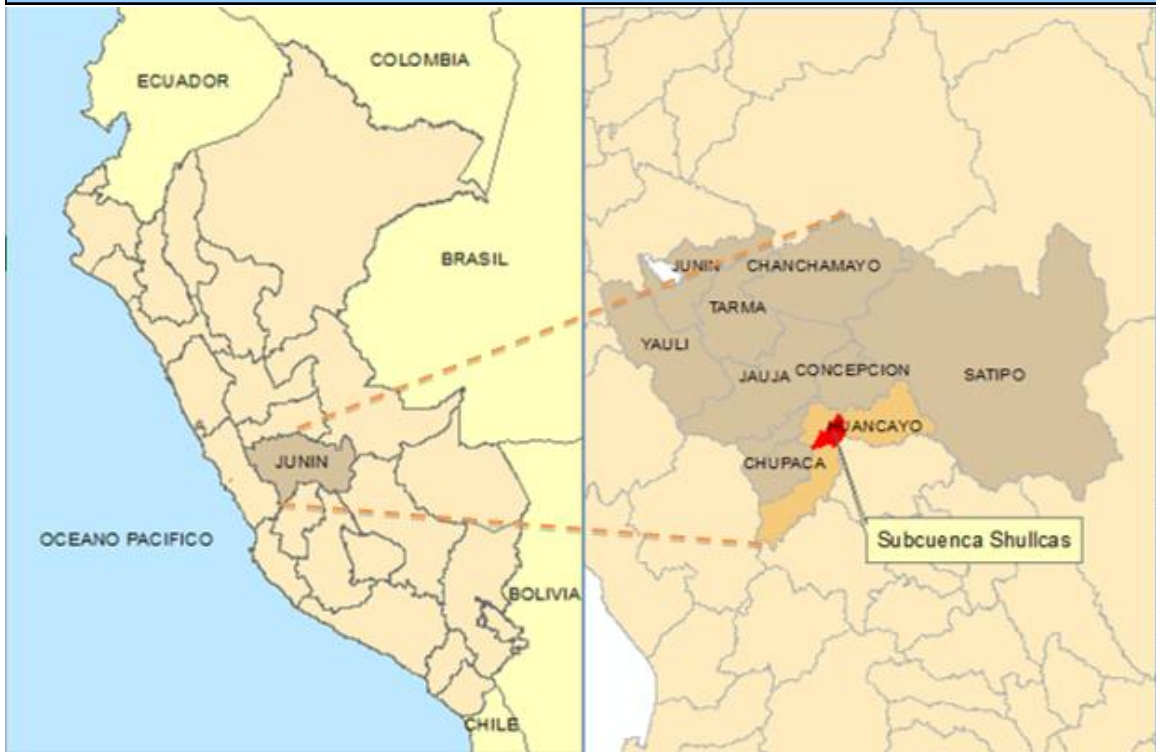 COLOMBIA
ECUADOR
BRASIL
JUNIN
OCEANO PACIFICO
BOLIVIA
CHILE
JUNIN
CHANCHAMAYO
TARMA
YAULI
JAUJA
CONCEPCION
SATIPO
HUANCAYO
CHUPACA
Subcuenca Shullcas